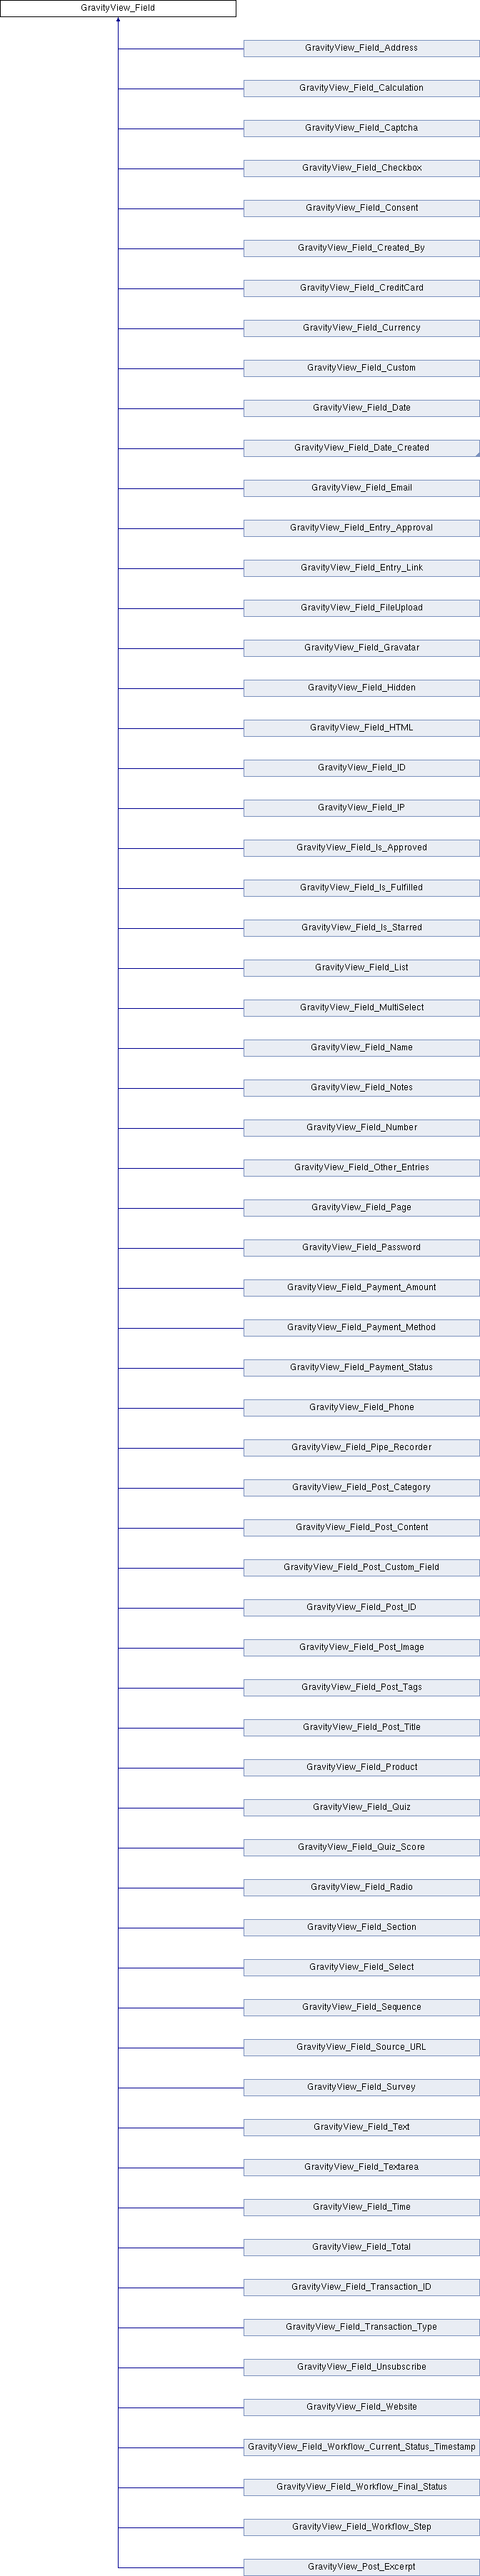 GravityView_Field
GravityView_Field_Address
GravityView_Field_Calculation
GravityView_Field_Captcha
GravityView_Field_Checkbox
GravityView_Field_Consent
GravityView_Field_Created_By
GravityView_Field_CreditCard
GravityView_Field_Currency
GravityView_Field_Custom
GravityView_Field_Date
GravityView_Field_Date_Created
GravityView_Field_Email
GravityView_Field_Entry_Approval
GravityView_Field_Entry_Link
GravityView_Field_FileUpload
GravityView_Field_Gravatar
GravityView_Field_Hidden
GravityView_Field_HTML
GravityView_Field_ID
GravityView_Field_IP
GravityView_Field_Is_Approved
GravityView_Field_Is_Fulfilled
GravityView_Field_Is_Starred
GravityView_Field_List
GravityView_Field_MultiSelect
GravityView_Field_Name
GravityView_Field_Notes
GravityView_Field_Number
GravityView_Field_Other_Entries
GravityView_Field_Page
GravityView_Field_Password
GravityView_Field_Payment_Amount
GravityView_Field_Payment_Method
GravityView_Field_Payment_Status
GravityView_Field_Phone
GravityView_Field_Pipe_Recorder
GravityView_Field_Post_Category
GravityView_Field_Post_Content
GravityView_Field_Post_Custom_Field
GravityView_Field_Post_ID
GravityView_Field_Post_Image
GravityView_Field_Post_Tags
GravityView_Field_Post_Title
GravityView_Field_Product
GravityView_Field_Quiz
GravityView_Field_Quiz_Score
GravityView_Field_Radio
GravityView_Field_Section
GravityView_Field_Select
GravityView_Field_Sequence
GravityView_Field_Source_URL
GravityView_Field_Survey
GravityView_Field_Text
GravityView_Field_Textarea
GravityView_Field_Time
GravityView_Field_Total
GravityView_Field_Transaction_ID
GravityView_Field_Transaction_Type
GravityView_Field_Unsubscribe
GravityView_Field_Website
GravityView_Field_Workflow_Current_Status_Timestamp
GravityView_Field_Workflow_Final_Status
GravityView_Field_Workflow_Step
GravityView_Post_Excerpt